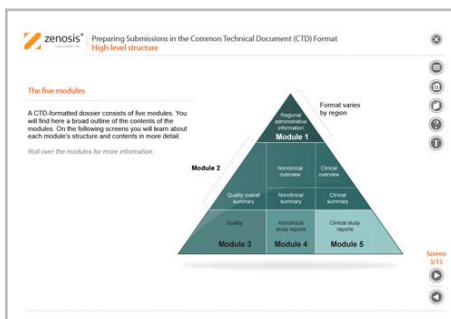 zenosis
Preparing Submissions in the Common Technical Document (CTD) Format
High-level structure
The five modules
A CTD-formatted dossier consists of five modules. You
will find here a broad outline of the contents of the
modules. On the following screens you will learn about
each module's structure and contents in more detail.
Roll over the modules for more information.
Format varies
by region
Regional
administrative
information
Module 1
Module 2
Nonclinical
overview
Clinical
overview
Quality overall
summary
Nonclinical
summary
Clinical
summary
Quality
Nonclinical
study reports
Clinical study
reports
Module 3
Module 4
Module 5
Screen
3/15